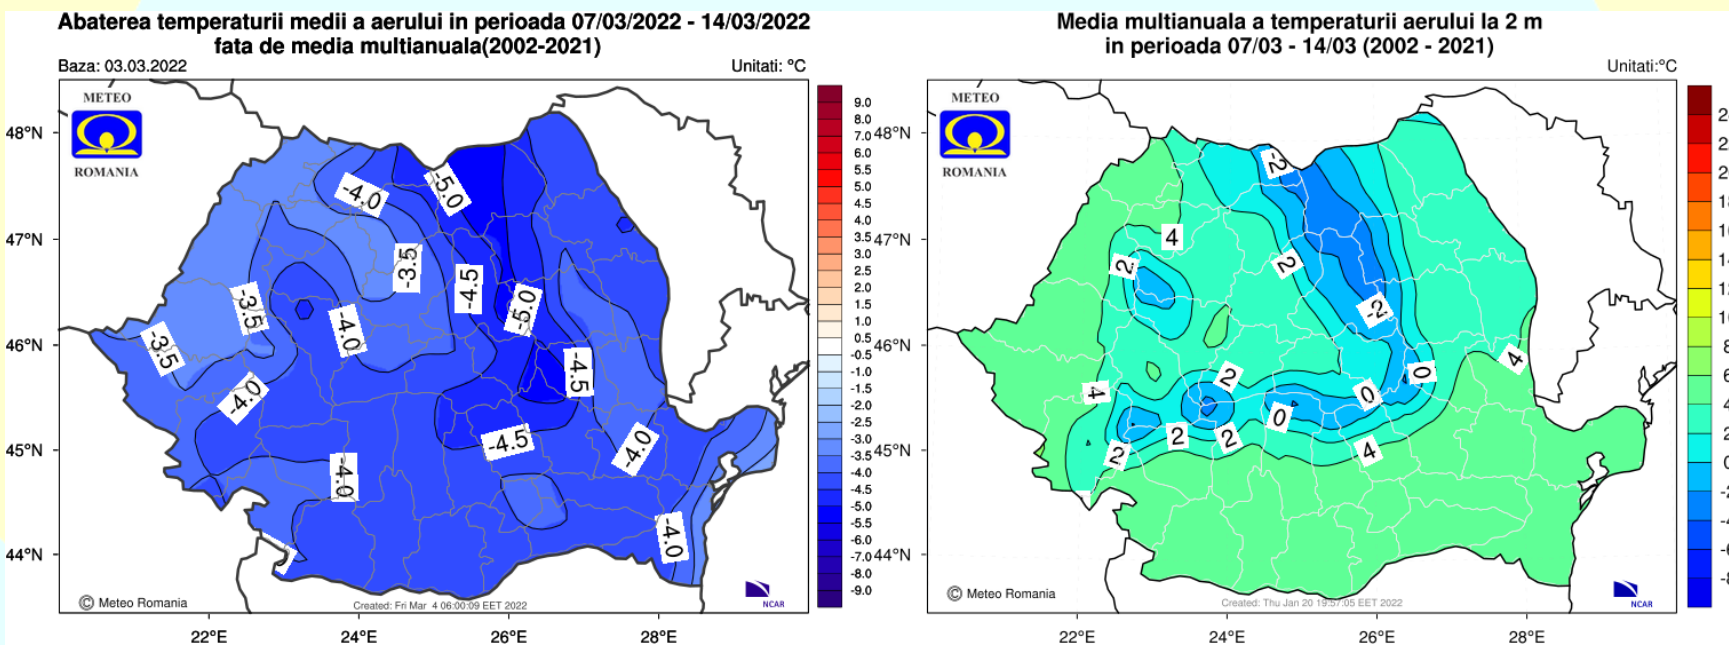 Abaterea temperaturii medii a aerului in perioada 07/03/2022 - 14/03/2022
fata de media multianuala(2002-2021)
Baza: 03.03.2022
Unitati: °C
METEO
ROMANIA
48°N
47°N
46°N
45°N
44°N
22°E
24°E
26°E
28°E
-4.0
-5.0
-3.5
-4.5
-5.0
-3.5
-4.0
-3.5
-4.5
-4.0
-4.5
-4.0
-4.0
-4.0
9.0
8.0
7.0
6.0
5.5
5.0
4.5
4.0
3.5
3.0
2.5
2.0
1.5
1.0
0.5
-0.5
-1.0
-1.5
-2.0
-2.5
-3.0
-3.5
-4.0
-4.5
-5.0
-5.5
-6.0
-7.0
-8.0
-9.0
© Meteo Romania
Created: Fri Mar 4 06:00:09 EET 2022
NCAR
Media multianuala a temperaturii aerului la 2 m
in perioada 07/03 - 14/03 (2002 - 2021)
Unitati:°C
METEO
ROMANIA
48°N
47°N
46°N
45°N
44°N
22°E
24°E
26°E
28°E
-2
4
2
2
-2
4
0
2
4
0
0
2
2
2
4
8
6
4
2
0
© Meteo Romania
Created: Thu Jan 20 19:57:05 EET 2022
NCAR